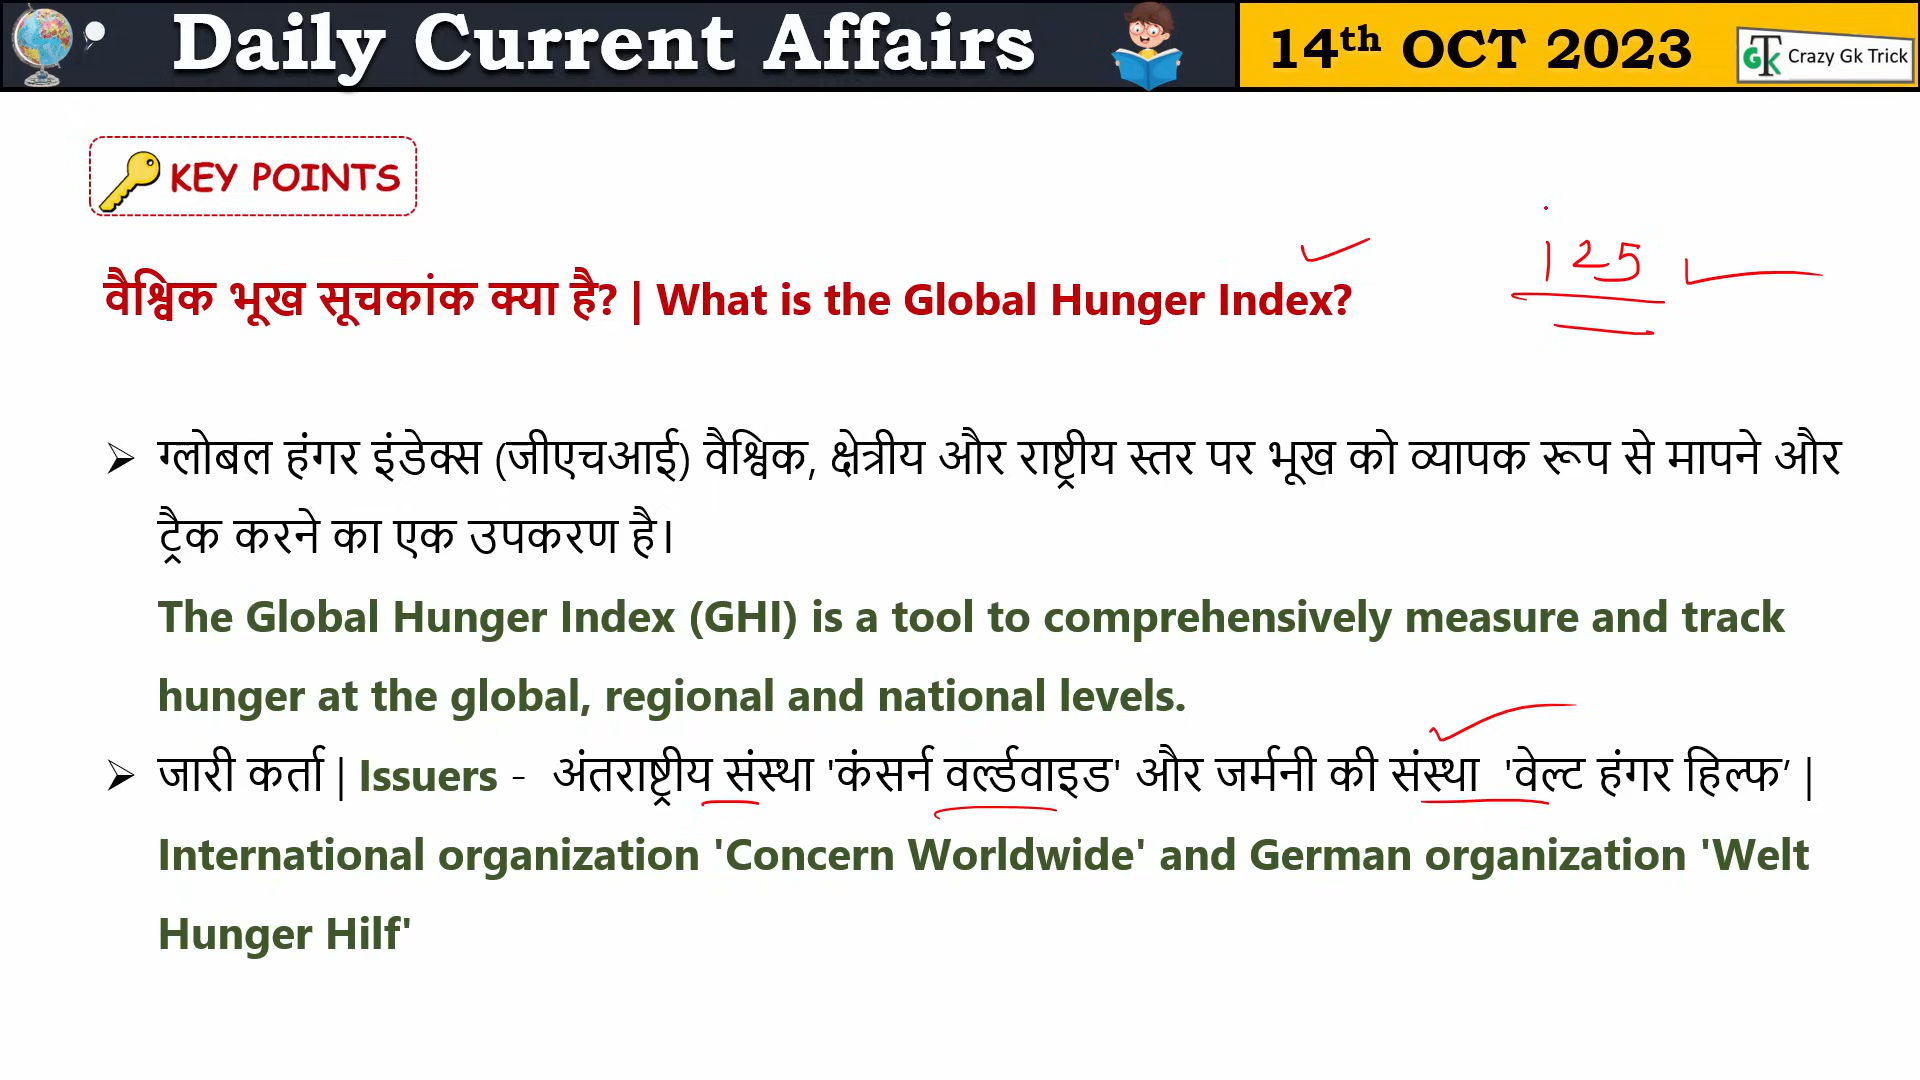 Daily Current Affairs
14th OCT 2023
GK Crazy Gk Trick
KEY POINTS
125
वैश्विक भूख सूचकांक क्या है? | What is the Global Hunger Index?
ग्लोबल हंगर इंडेक्स (जीएचआई) वैश्विक, क्षेत्रीय और राष्ट्रीय स्तर पर भूख को व्यापक रूप से मापने और
ट्रैक करने का एक उपकरण है।
The Global Hunger Index (GHI) is a tool to comprehensively measure and track
hunger at the global, regional and national levels.
जारी कर्ता | Issuers - अंतराष्ट्रीय संस्था 'कंसर्न वर्ल्डवाइड' और जर्मनी की संस्था 'वेल्ट हंगर हिल्फ’ |
International organization 'Concern Worldwide' and German organization 'Welt
Hunger Hilf'